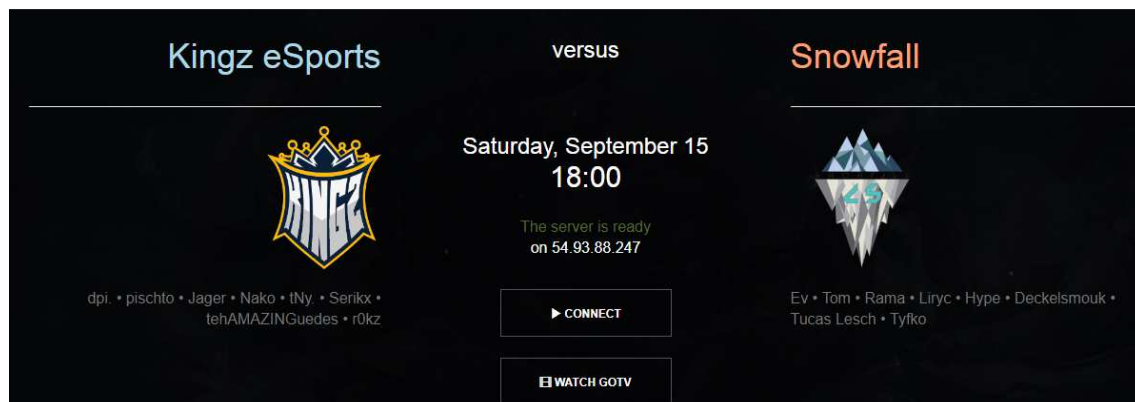 Kingz eSports
versus
Snowfall
KINGZ
Saturday, September 15
18:00
The server is ready
on 54.93.88.247
dpi. • pischto • Jager • Nako • tNy. • Serikx •
tehAMAZINGuedes • r0kz
CONNECT
WATCH GOTV
Ev • Tom • Rama • Liryc • Hype • Deckelsmouk •
Tucas Lesch • Tyfko